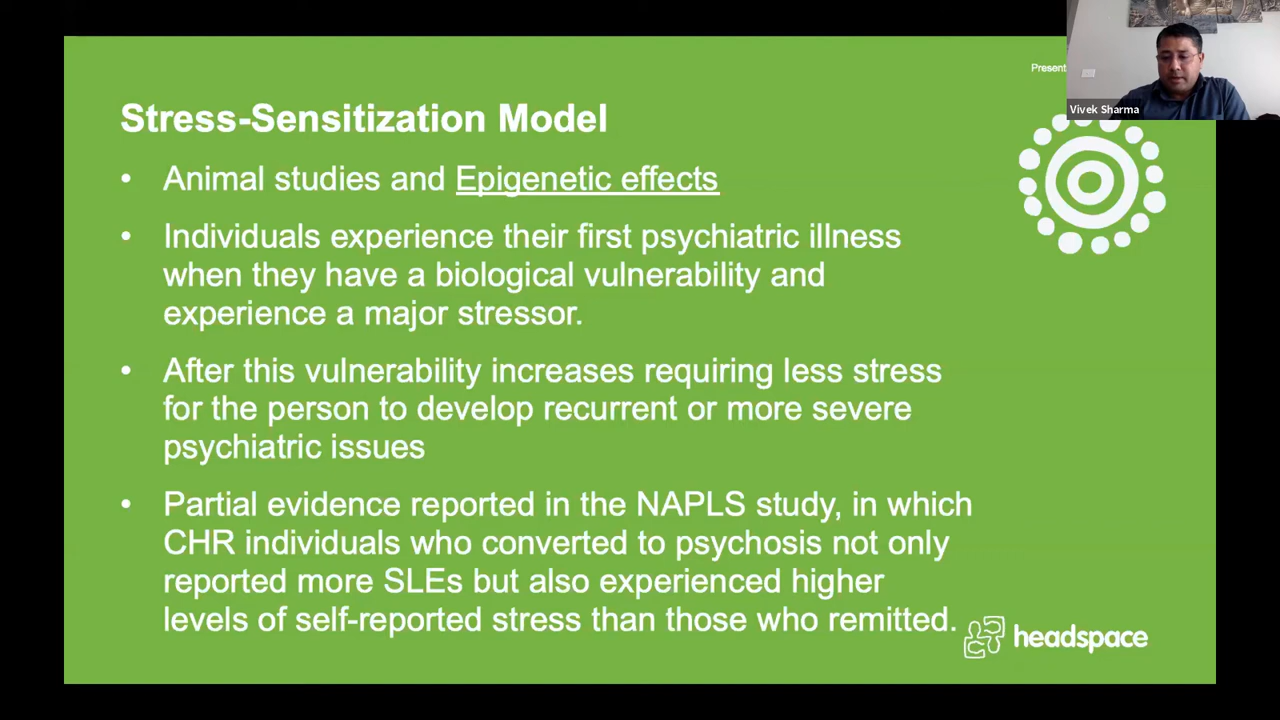 Present
Vivek Sharma
Stress-Sensitization Model
• Animal studies and Epigenetic effects
• Individuals experience their first psychiatric illness
when they have a biological vulnerability and
experience a major stressor.
• After this vulnerability increases requiring less stress
for the person to develop recurrent or more severe
psychiatric issues
• Partial evidence reported in the NAPLS study, in which
CHR individuals who converted to psychosis not only
reported more SLEs but also experienced higher
levels of self-reported stress than those who remitted.
headspace